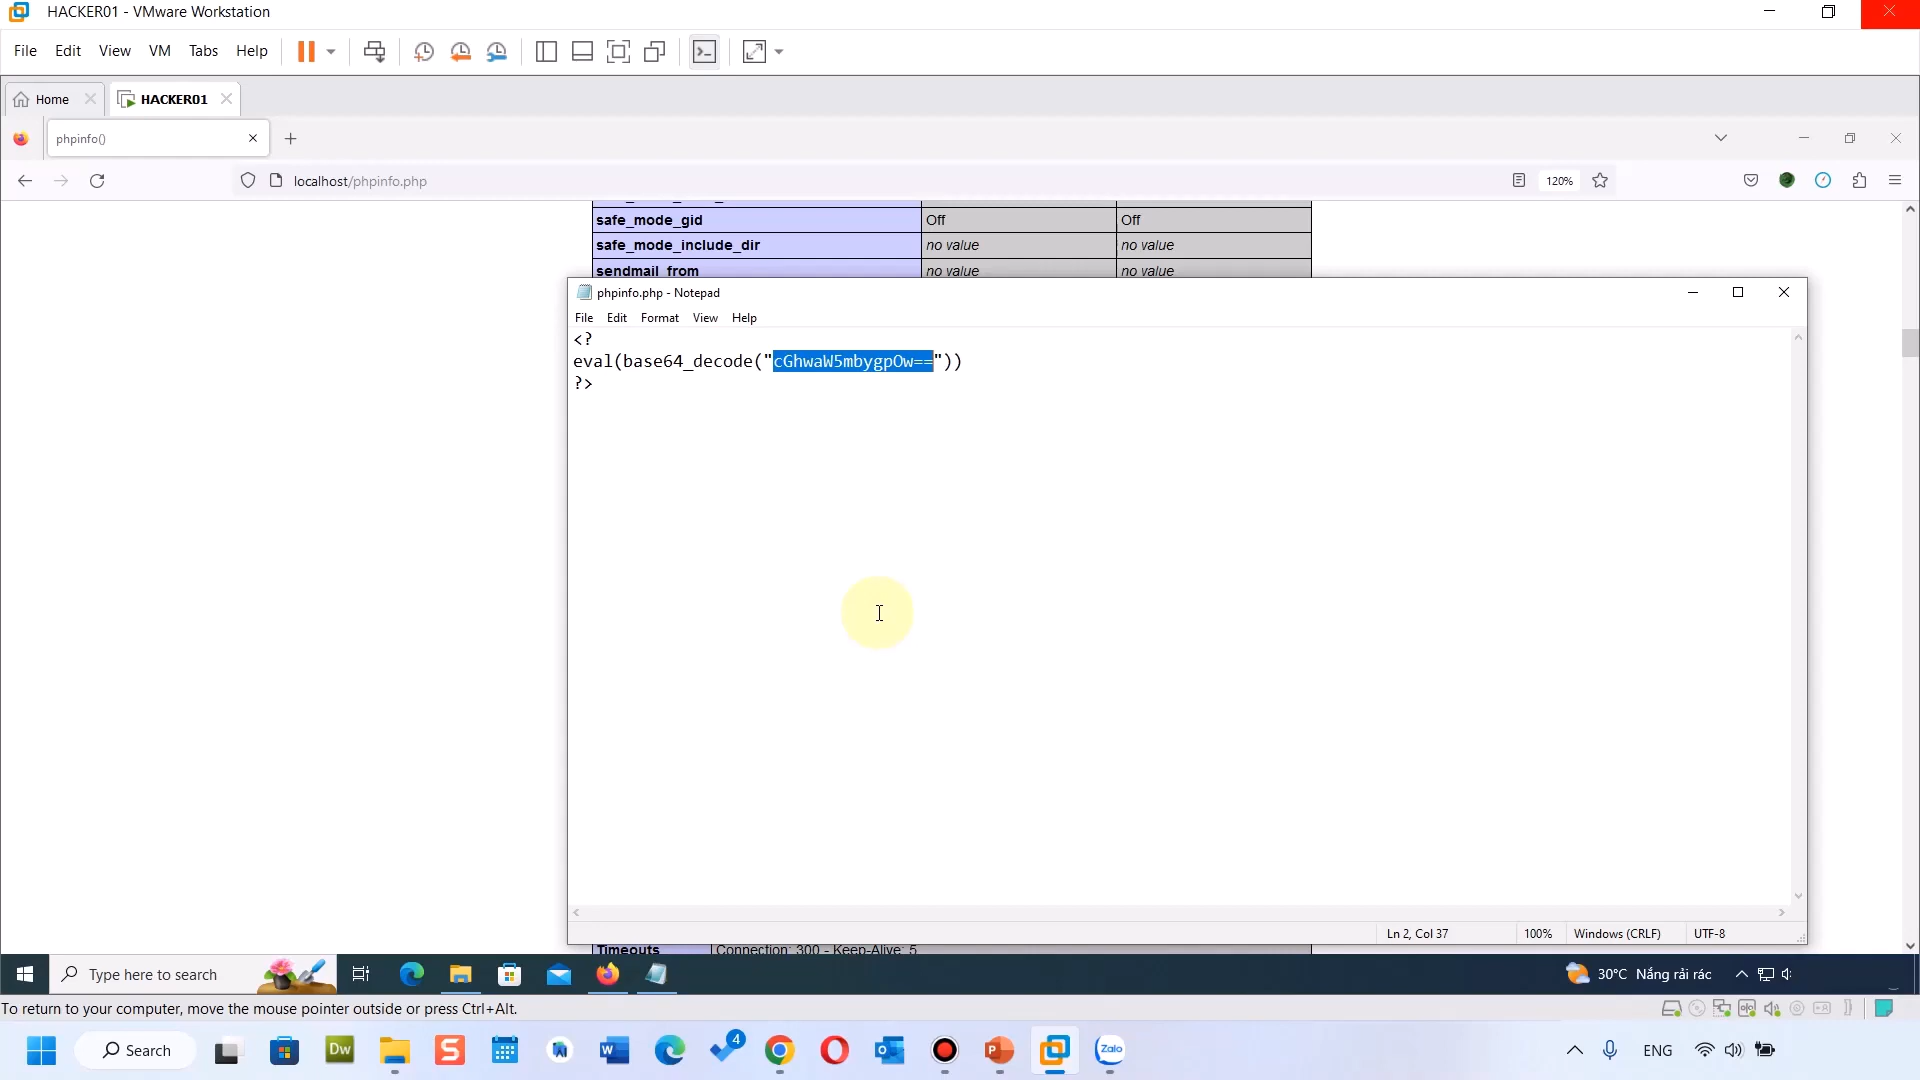 HACKER01 - VMware Workstation
File Edit View VM Tabs Help
Home HACKER01
phpinfo()
localhost/phpinfo.php 120%
safe_mode_gid Off Off
safe_mode_include_dir no value no value
sendmail_from no value no value
phpinfo.php - Notepad
File Edit Format View Help
<?
eval(base64_decode("cGhwaW5mbygpOw=="))
?>
Ln 2, Col 37 100% Windows (CRLF) UTF-8
Timeouts Connection: 300 - Keep-Alive: 5
Type here to search 30°C Nắng rải rác
To return to your computer, move the mouse pointer outside or press Ctrl+Alt.
Search Dw S W 4 P Zalo ENG